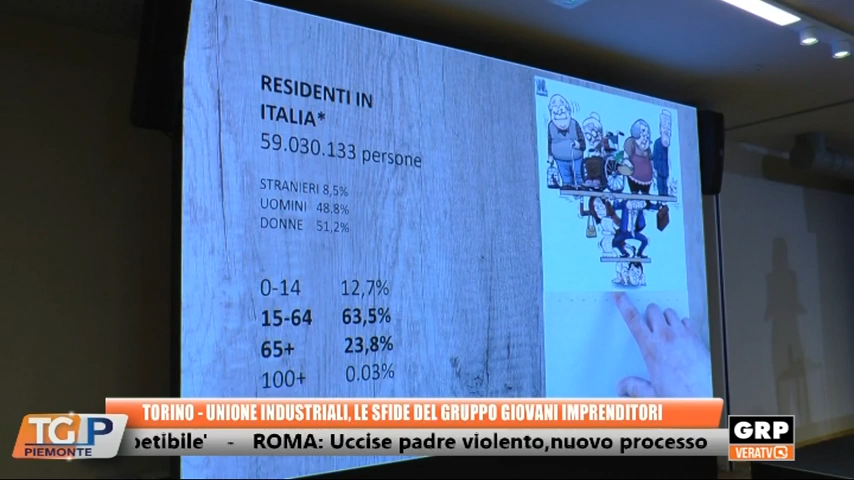 RESIDENTI IN
ITALIA*
59.030.133 persone
STRANIERI 8,5%
UOMINI 48.8%
DONNE 51,2%
0-14 12,7%
15-64 63,5%
65+ 23,8%
100+ 0.03%
TORINO - UNIONE INDUSTRIALI, LE SFIDE DEL GRUPPO GIOVANI IMPRENDITORI
TGP
PIEMONTE
petibile' - ROMA: Uccise padre violento,nuovo processo
GRP
VERATV